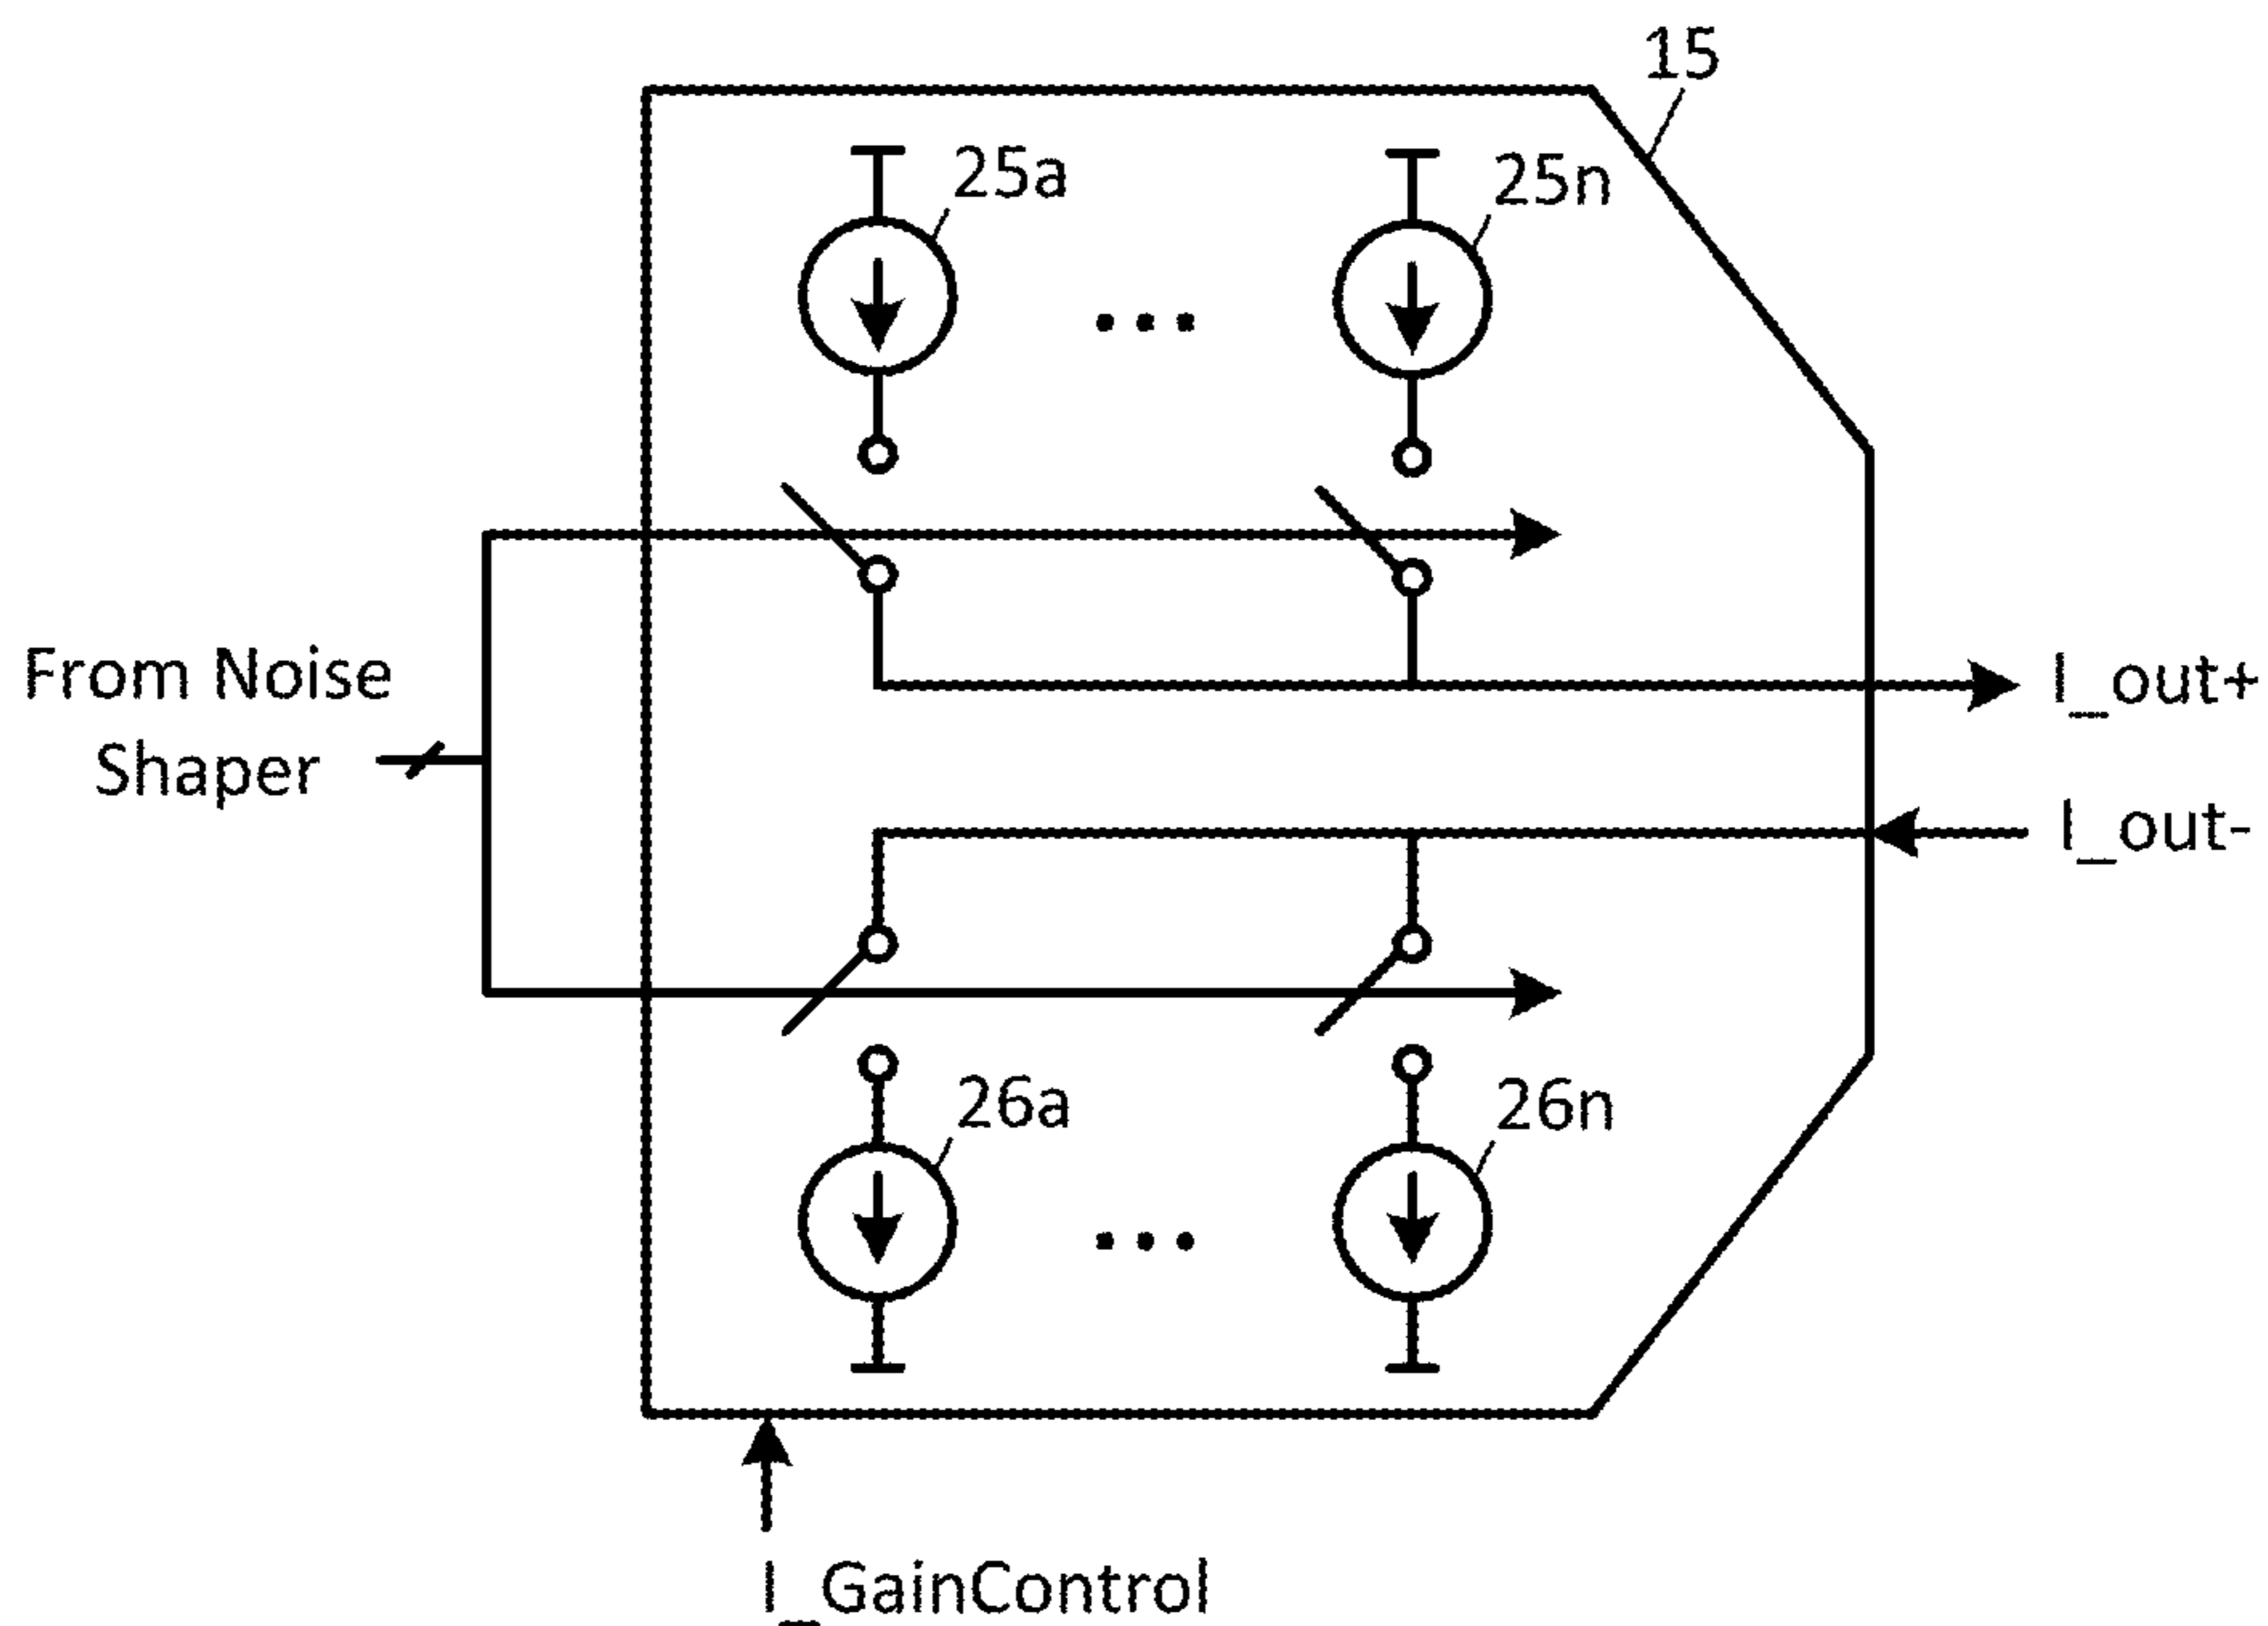 15
25a
25n
From Noise
Shaper
I_out+
I_out-
26a
26n
I_GainControl